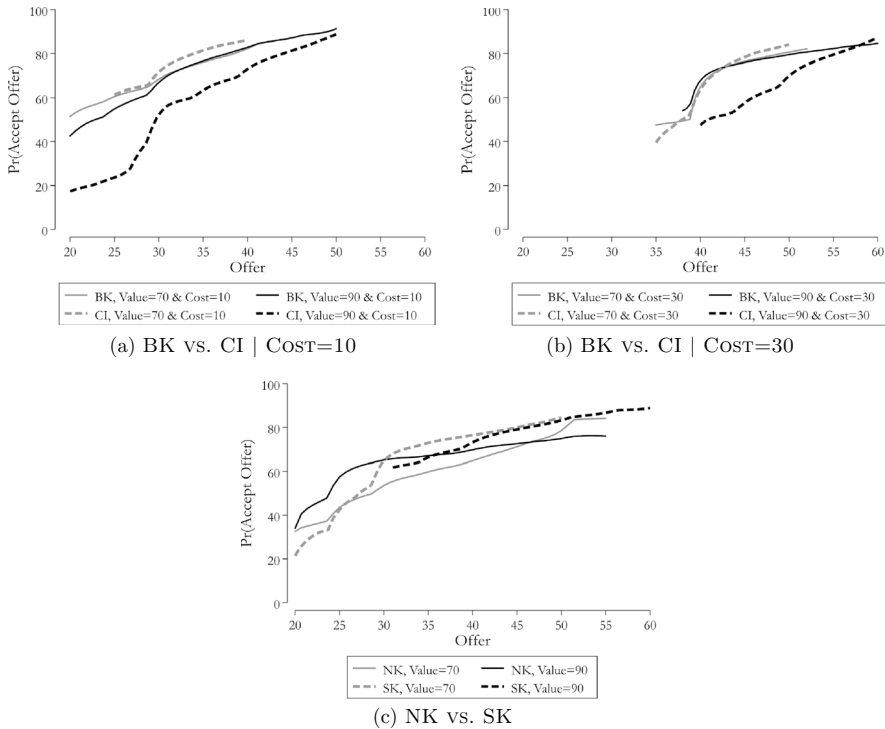 100
80
60
40
20
0
Pr(Accept Offer)
20 25 30 35 40 45 50 55 60
Offer
BK, Value=70 & Cost=10 BK, Value=90 & Cost=10
CI, Value=70 & Cost=10 CI, Value=90 & Cost=10
(a) BK vs. CI | Cost=10
100
80
60
40
20
0
Pr(Accept Offer)
20 25 30 35 40 45 50 55 60
Offer
BK, Value=70 & Cost=30 BK, Value=90 & Cost=30
CI, Value=70 & Cost=30 CI, Value=90 & Cost=30
(b) BK vs. CI | Cost=30
100
80
60
40
20
0
Pr(Accept Offer)
20 25 30 35 40 45 50 55 60
Offer
NK, Value=70 NK, Value=90
SK, Value=70 SK, Value=90
(c) NK vs. SK